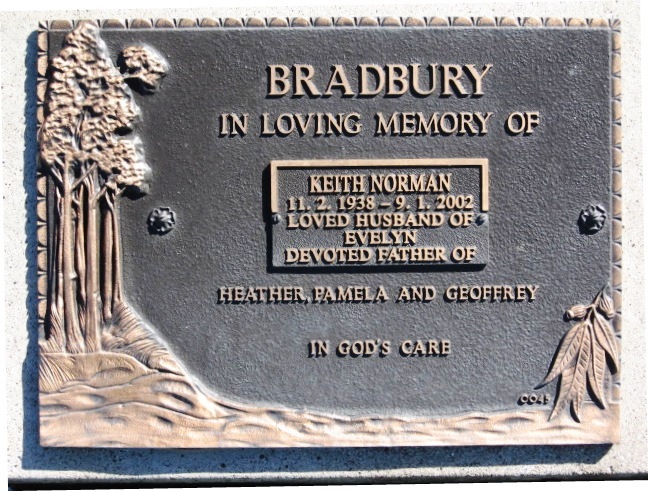 BRADBURY
IN LOVING MEMORY OF
KEITH NORMAN
11. 2. 1938 - 9. 1. 2002
LOVED HUSBAND OF
EVELYN
DEVOTED FATHER OF
HEATHER, PAMELA AND GEOFFREY
IN GOD'S CARE